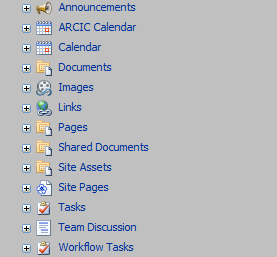 Announcements
ARCIC Calendar
Calendar
Documents
Images
Links
Pages
Shared Documents
Site Assets
Site Pages
Tasks
Team Discussion
Workflow Tasks